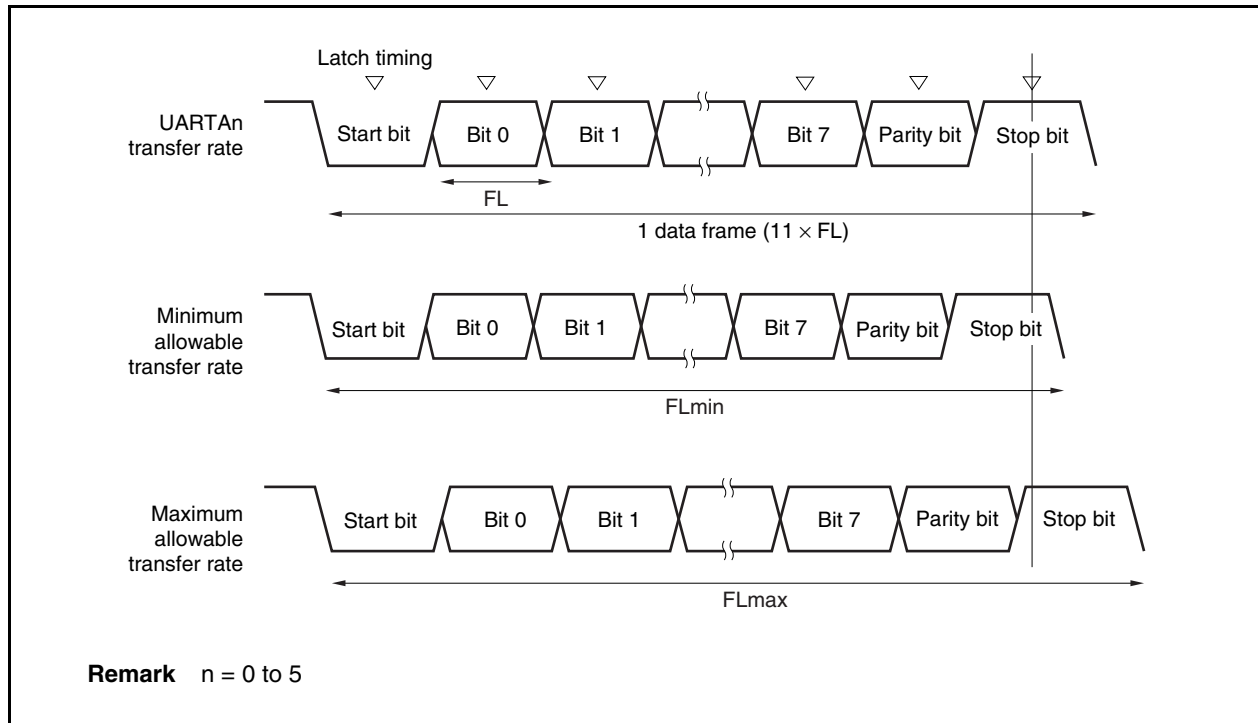 Latch timing
UARTAn
transfer rate
Start bit
Bit 0
Bit 1
Bit 7
Parity bit
Stop bit
FL
1 data frame (11 × FL)
Minimum
allowable
transfer rate
Start bit
Bit 0
Bit 1
Bit 7
Parity bit
Stop bit
FLmin
Maximum
allowable
transfer rate
Start bit
Bit 0
Bit 1
Bit 7
Parity bit
Stop bit
FLmax
Remark n = 0 to 5